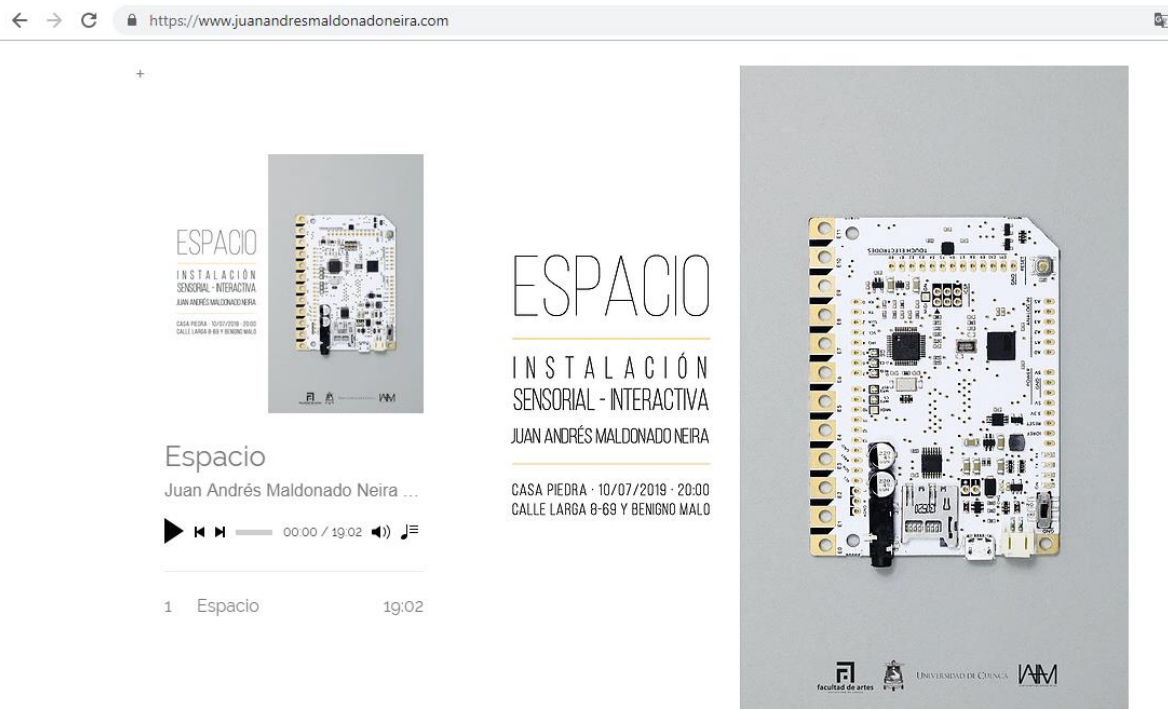 https://www.juanandresmaldonadoneira.com
+
ESPACIO
INSTALACIÓN
SENSORIAL - INTERACTIVA
JUAN ANDRÉS MALDONADO NEIRA
CASA PIEDRA · 10/07/2019 · 20:00
CALLE LARGA 8-69 Y BENIGNO MALO
Espacio
Juan Andrés Maldonado Neira ...
00:00 / 19:02
1 Espacio 19:02
ESPACIO
INSTALACIÓN
SENSORIAL - INTERACTIVA
JUAN ANDRÉS MALDONADO NEIRA
CASA PIEDRA · 10/07/2019 · 20:00
CALLE LARGA 8-69 Y BENIGNO MALO
TOUCH ELECTRODES
facultad de artes
UNIVERSIDAD DE CUENCA